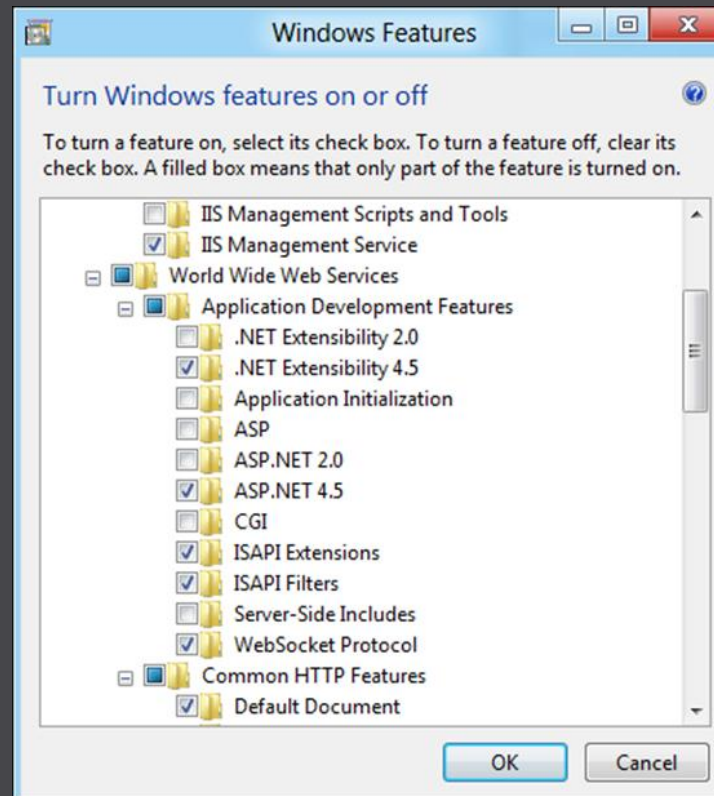 Windows Features
Turn Windows features on or off
To turn a feature on, select its check box. To turn a feature off, clear its
check box. A filled box means that only part of the feature is turned on.
IIS Management Scripts and Tools
IIS Management Service
World Wide Web Services
Application Development Features
.NET Extensibility 2.0
.NET Extensibility 4.5
Application Initialization
ASP
ASP.NET 2.0
ASP.NET 4.5
CGI
ISAPI Extensions
ISAPI Filters
Server-Side Includes
WebSocket Protocol
Common HTTP Features
Default Document
OK Cancel